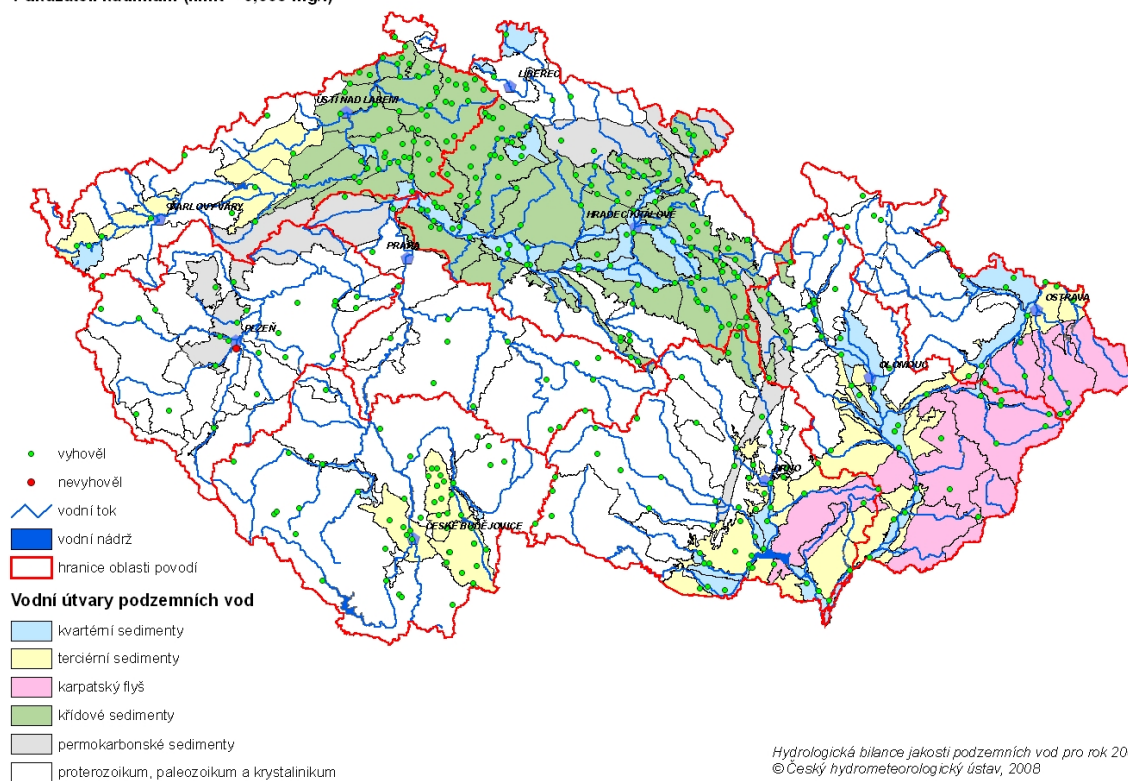 LIBEREC
ÚSTÍ NAD LABEM
KARLOVY VARY
HRADEC KRÁLOVÉ
PRAHA
OSTRAVA
PLZEŇ
OLOMOUC
BRNO
ČESKÉ BUDĚJOVICE
vyhověl
nevyhověl
vodní tok
vodní nádrž
hranice oblasti povodí
Vodní útvary podzemních vod
kvartérní sedimenty
terciérní sedimenty
karpatský flyš
křídové sedimenty
permokarbonské sedimenty
proterozoikum, paleozoikum a krystalinikum
Hydrologická bilance jakosti podzemních vod pro rok 20
© Český hydrometeorologický ústav, 2008